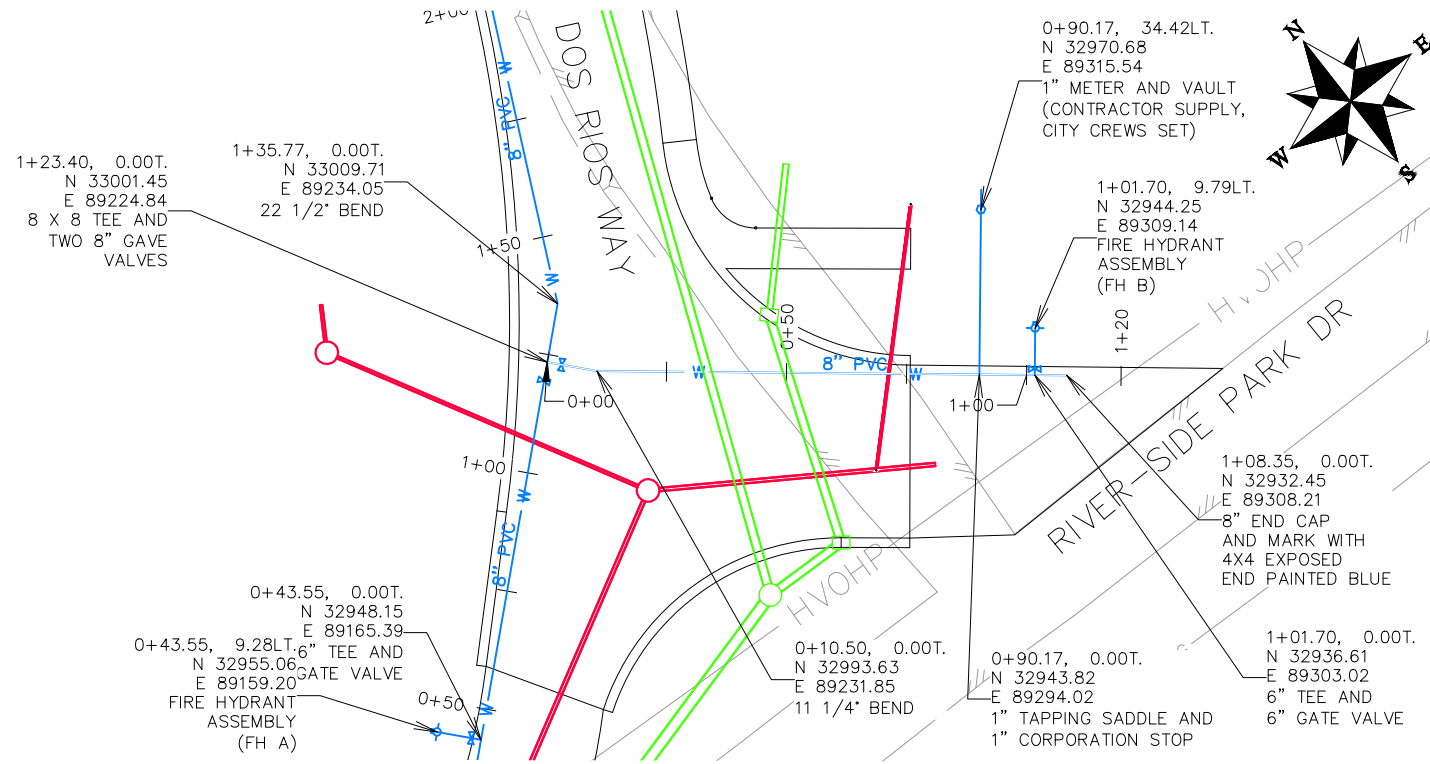 2+00
DOS RIOS WAY
W
8" PVC
0+90.17, 34.42LT.
N 32970.68
E 89315.54
1" METER AND VAULT
(CONTRACTOR SUPPLY,
CITY CREWS SET)
N
E
W
S
1+23.40, 0.00T.
N 33001.45
E 89224.84
8 X 8 TEE AND
TWO 8" GAVE
VALVES
1+35.77, 0.00T.
N 33009.71
E 89234.05
22 1/2° BEND
1+01.70, 9.79LT.
N 32944.25
E 89309.14
FIRE HYDRANT
ASSEMBLY
(FH B)
1+50
W
HVOHP
0+50
1+20
RIVER-SIDE PARK DR
W
8" PVC
W
0+00
1+00
1+00
W
8" PVC
1+08.35, 0.00T.
N 32932.45
E 89308.21
8" END CAP
AND MARK WITH
4X4 EXPOSED
END PAINTED BLUE
HVOHP
0+43.55, 0.00T.
N 32948.15
E 89165.39
6" TEE AND
GATE VALVE
0+43.55, 9.28LT.
N 32955.06
E 89159.20
FIRE HYDRANT
ASSEMBLY
(FH A)
0+50
W
0+10.50, 0.00T.
N 32993.63
E 89231.85
11 1/4° BEND
0+90.17, 0.00T.
N 32943.82
E 89294.02
1" TAPPING SADDLE AND
1" CORPORATION STOP
1+01.70, 0.00T.
N 32936.61
E 89303.02
6" TEE AND
6" GATE VALVE